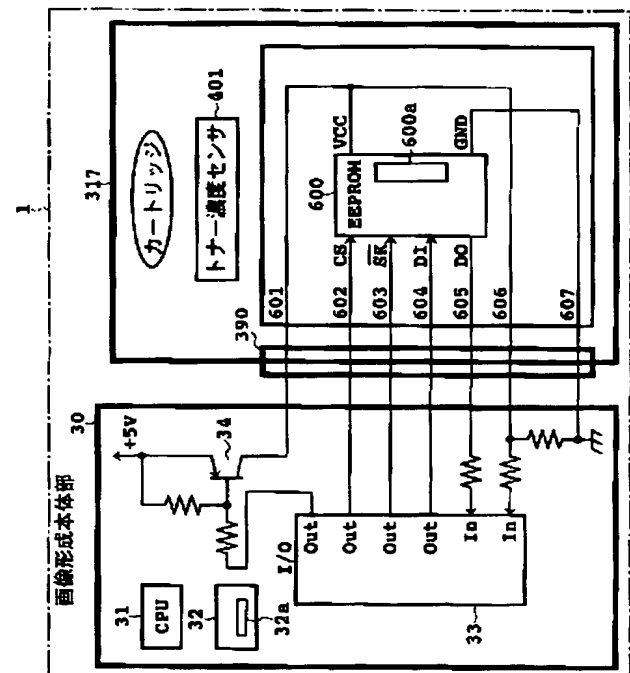 1
画像形成本体部
30
31
CPU
32
32a
+5V
34
I/O
Out
Out
Out
Out
In
In
33
390
317
カートリッジ
トナー濃度センサ
401
601
602
603
604
605
606
607
CS
SK
DI
DO
600
EEPROM
600a
VCC
GND